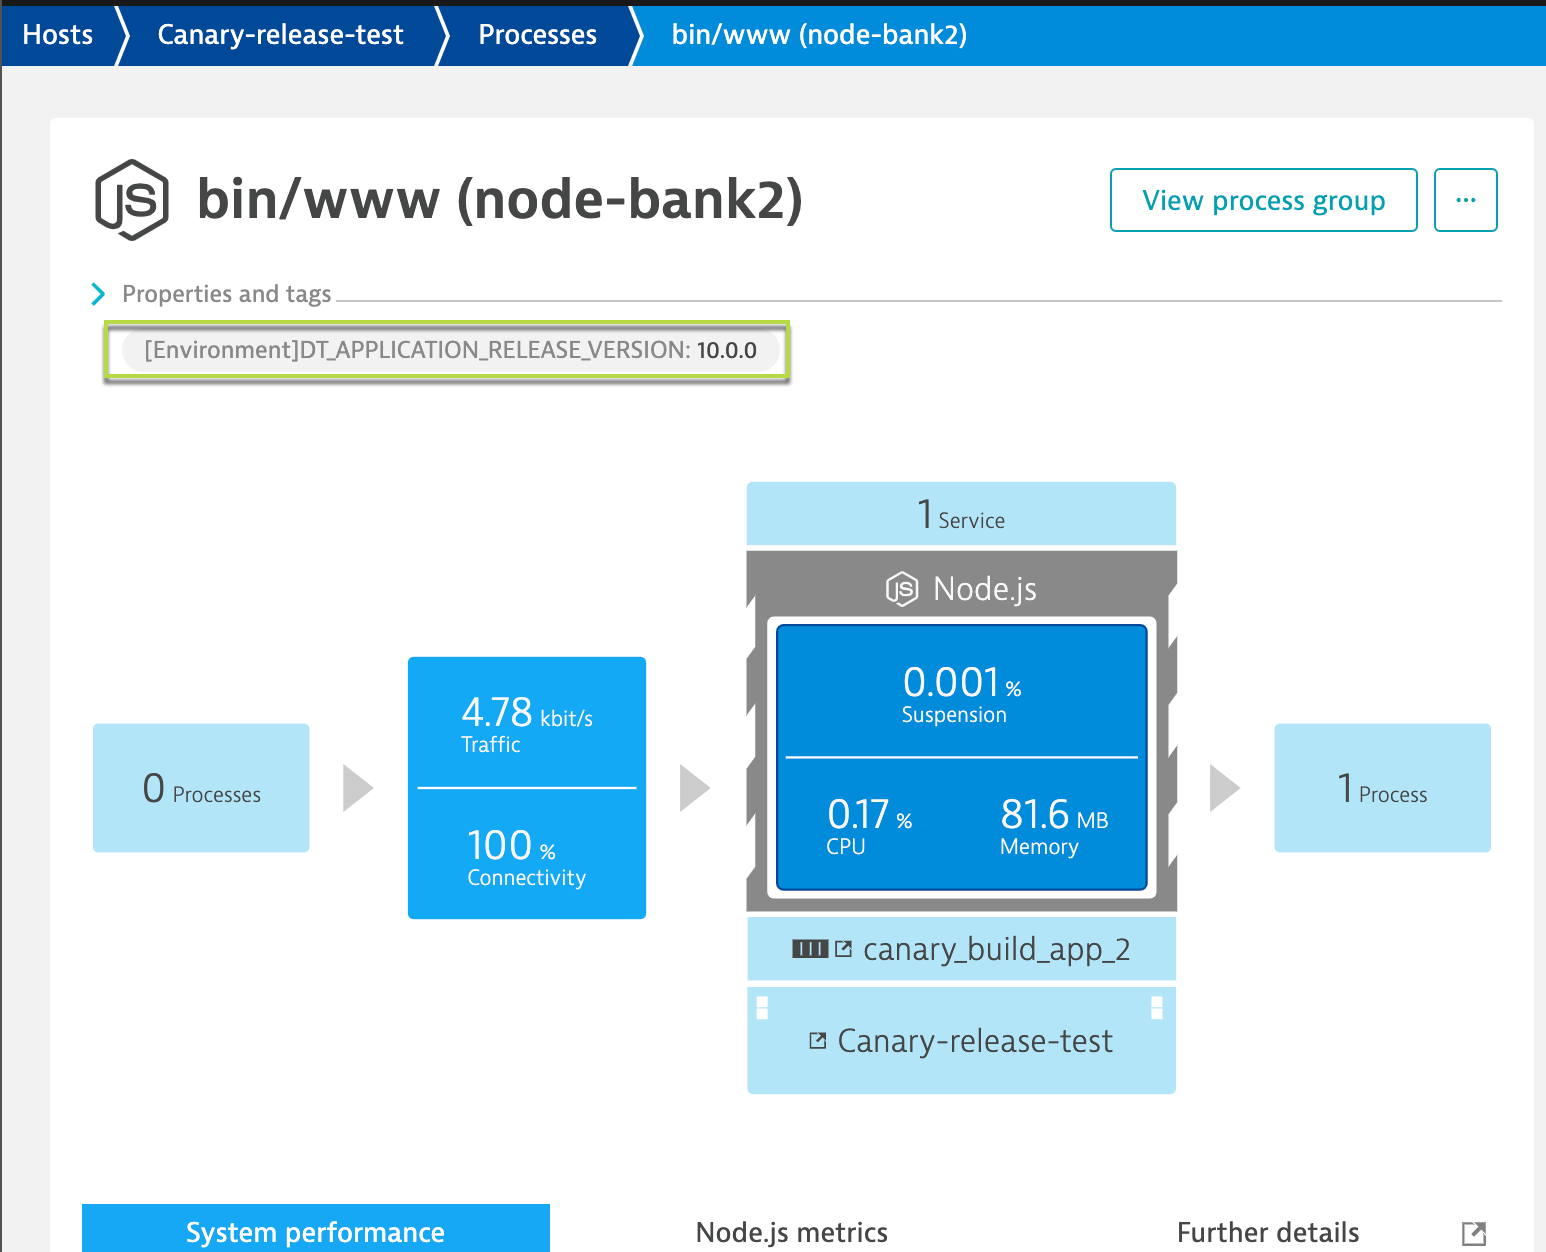 Hosts
Canary-release-test
Processes
bin/www (node-bank2)
JS
bin/www (node-bank2)
View process group
...
Properties and tags
[Environment]DT_APPLICATION_RELEASE_VERSION: 10.0.0
1 Service
JS Node.js
0.001 %
Suspension
4.78 kbit/s
Traffic
0 Processes
0.17 %
CPU
81.6 MB
Memory
1 Process
100 %
Connectivity
canary_build_app_2
Canary-release-test
System performance
Node.js metrics
Further details